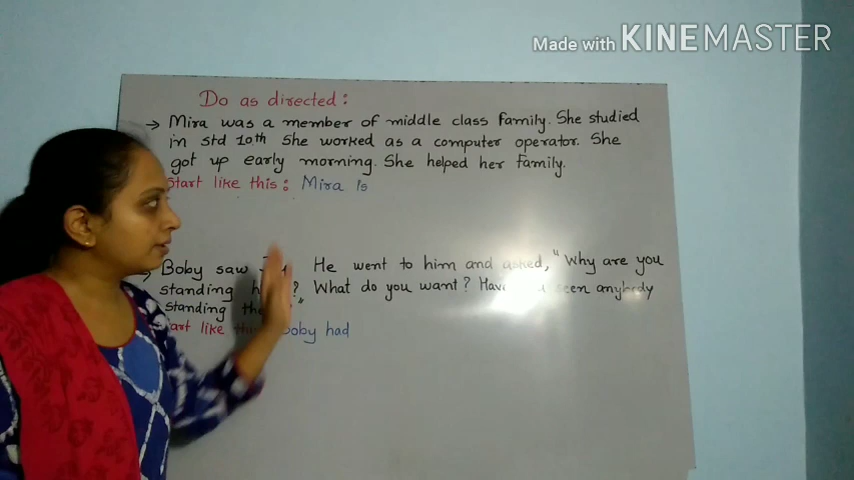 Made with KINEMASTER
Do as directed:
→ Mira was a member of middle class family. She studied
in std 10th She worked as a computer operator. She
got up early morning. She helped her family.
Start like this: Mira is
→ Boby saw He went to him and asked, "Why are you
standing ? What do you want? seen anybody
standing
like Boby had